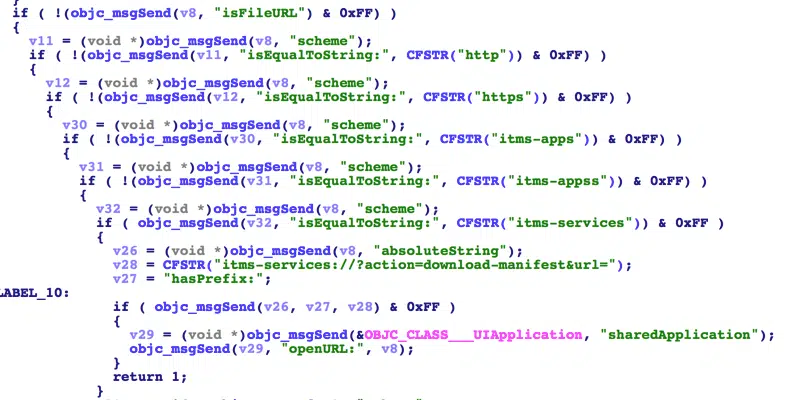 }
if ( !(objc_msgSend(v8, "isFileURL") & 0xFF) )
{
v11 = (void *)objc_msgSend(v8, "scheme");
if ( !(objc_msgSend(v11, "isEqualToString:", CFSTR("http")) & 0xFF) )
{
v12 = (void *)objc_msgSend(v8, "scheme");
if ( !(objc_msgSend(v12, "isEqualToString:", CFSTR("https")) & 0xFF) )
{
v30 = (void *)objc_msgSend(v8, "scheme");
if ( !(objc_msgSend(v30, "isEqualToString:", CFSTR("itms-apps")) & 0xFF) )
{
v31 = (void *)objc_msgSend(v8, "scheme");
if ( !(objc_msgSend(v31, "isEqualToString:", CFSTR("itms-appss")) & 0xFF) )
{
v32 = (void *)objc_msgSend(v8, "scheme");
if ( objc_msgSend(v32, "isEqualToString:", CFSTR("itms-services")) & 0xFF )
{
v26 = (void *)objc_msgSend(v8, "absoluteString");
v28 = CFSTR("itms-services://?action=download-manifest&url=");
v27 = "hasPrefix:";
LABEL_10:
if ( objc_msgSend(v26, v27, v28) & 0xFF )
{
v29 = (void *)objc_msgSend(&OBJC_CLASS___UIApplication, "sharedApplication");
objc_msgSend(v29, "openURL:", v8);
}
return 1;
}